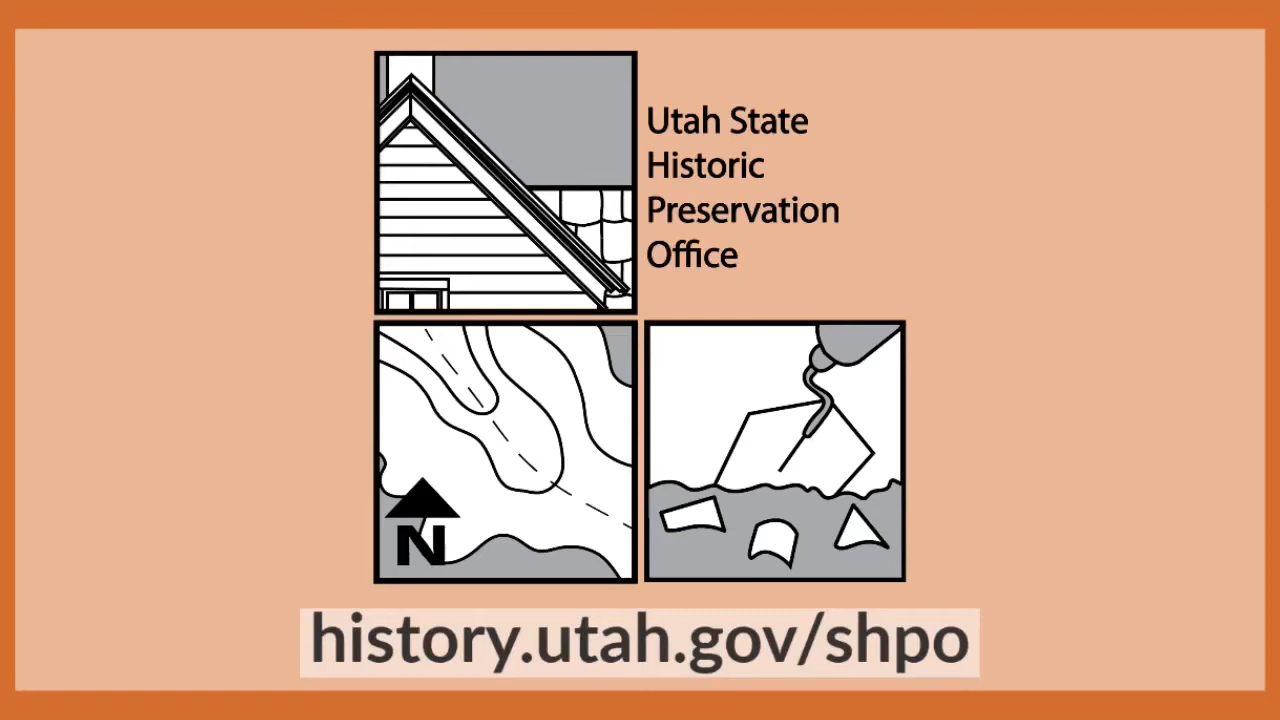 Utah State
Historic
Preservation
Office
N
history.utah.gov/shpo